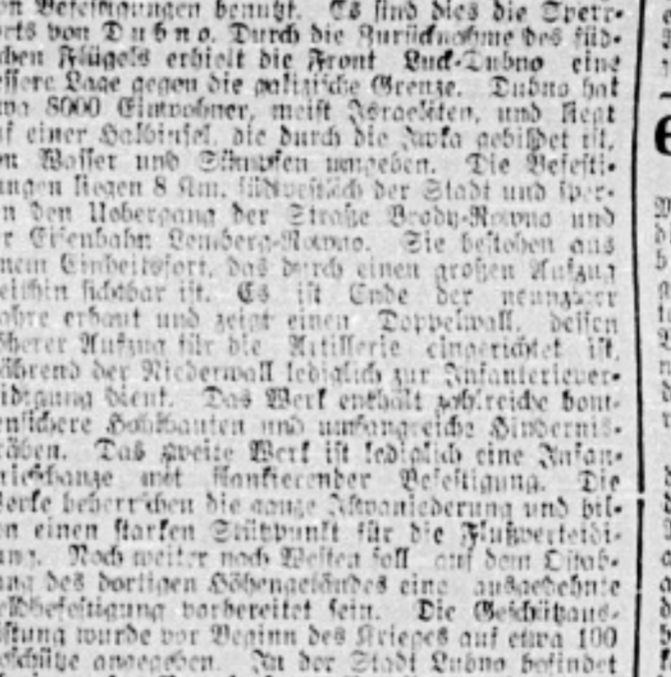 en Befestigungen benutzt. Es sind dies die Sperr-
rts von Dubno. Durch die Zurücknahme des süd-
chen Flügels erhielt die Front Luck-Dubno eine
ssere Lage gegen die galizische Grenze. Dubno hat
wa 8000 Einwohner, meist Israeliten, und liegt
f einer Halbinsel, die durch die Ikwa gebildet ist,
n Wasser und Sümpfen umgeben. Die Befesti-
ungen liegen 8 Km. südwestlich der Stadt und sper-
n den Uebergang der Straße Brody-Rowno und
r Eisenbahn Lemberg-Rowno. Sie bestehen aus
nem Einheitsfort, das durch einen großen Aufzug
eithin sichtbar ist. Es ist Ende der neunziger
ahre erbaut und zeigt einen Doppelwall, dessen
öherer Aufzug für die Artillerie eingerichtet ist,
ährend der Niederwall lediglich zur Infanteriever-
idigung dient. Das Werk enthält zahlreiche bom-
ensichere Hohlbauten und umfangreiche Hindernis-
räben. Das zweite Werk ist lediglich eine Infan-
rieschanze mit flankierender Befestigung. Die
Werke beherrschen die ganze Ikwaniederung und bil-
n einen starken Stützpunkt für die Flußverteidi-
ung. Noch weiter nach Westen soll auf dem Ostab-
ang des dortigen Höhengeländes eine ausgedehnte
eldbefestigung vorbereitet sein. Die Geschützaus-
stung wurde vor Beginn des Krieges auf etwa 100
eschütze angegeben. In der Stadt Lubno befindet